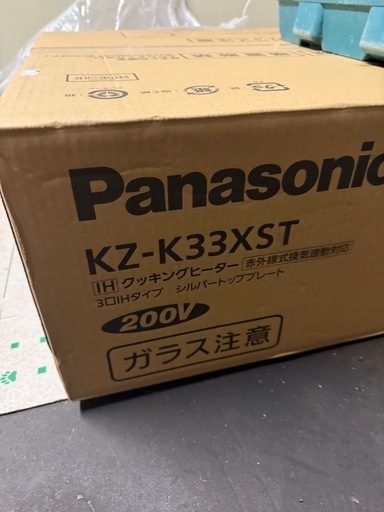 Panasonic
KZ-K33XST
IH クッキングヒーター 赤外線式換気連動対応
3口IHタイプ シルバートッププレート
200V
ガラス注意